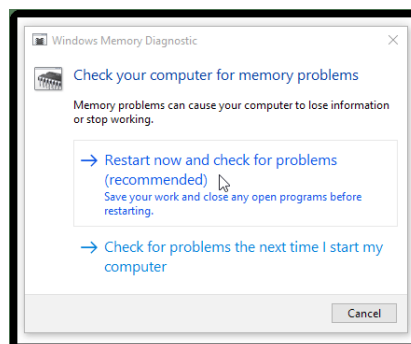 Windows Memory Diagnostic
Check your computer for memory problems
Memory problems can cause your computer to lose information
or stop working.
Restart now and check for problems
(recommended)
Save your work and close any open programs before
restarting.
Check for problems the next time I start my
computer
Cancel